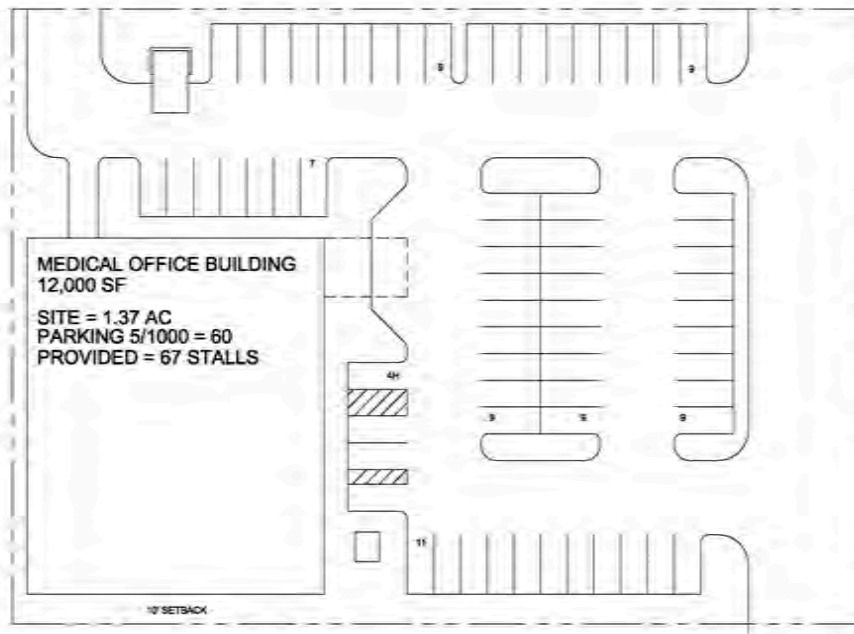 9
9
7
MEDICAL OFFICE BUILDING
12,000 SF
SITE = 1.37 AC
PARKING 5/1000 = 60
PROVIDED = 67 STALLS
4H
9
9
9
11
10' SETBACK